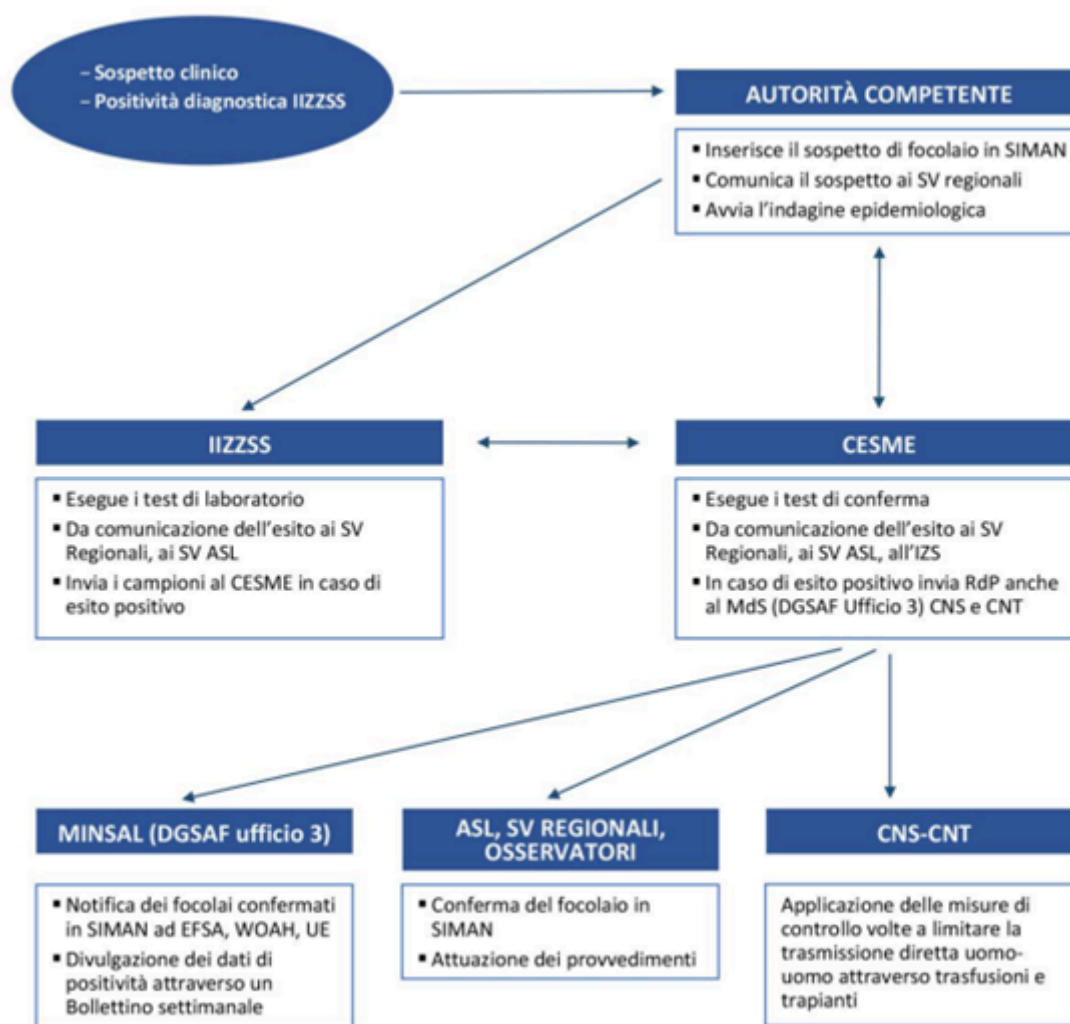 – Sospetto clinico
– Positività diagnostica IIZZSS
AUTORITÀ COMPETENTE
▪ Inserisce il sospetto di focolaio in SIMAN
▪ Comunica il sospetto ai SV regionali
▪ Avvia l'indagine epidemiologica
IIZZSS
▪ Esegue i test di laboratorio
▪ Da comunicazione dell'esito ai SV
Regionali, ai SV ASL
▪ Invia i campioni al CESME in caso di
esito positivo
CESME
▪ Esegue i test di conferma
▪ Da comunicazione dell'esito ai SV
Regionali, ai SV ASL, all'IZS
▪ In caso di esito positivo invia RdP anche
al MdS (DGSAF Ufficio 3) CNS e CNT
MINSAL (DGSAF ufficio 3)
▪ Notifica dei focolai confermati
in SIMAN ad EFSA, WOAH, UE
▪ Divulgazione dei dati di
positività attraverso un
Bollettino settimanale
ASL, SV REGIONALI,
OSSERVATORI
▪ Conferma del focolaio in
SIMAN
▪ Attuazione dei provvedimenti
CNS-CNT
Applicazione delle misure di
controllo volte a limitare la
trasmissione diretta uomo-
uomo attraverso trasfusioni e
trapianti